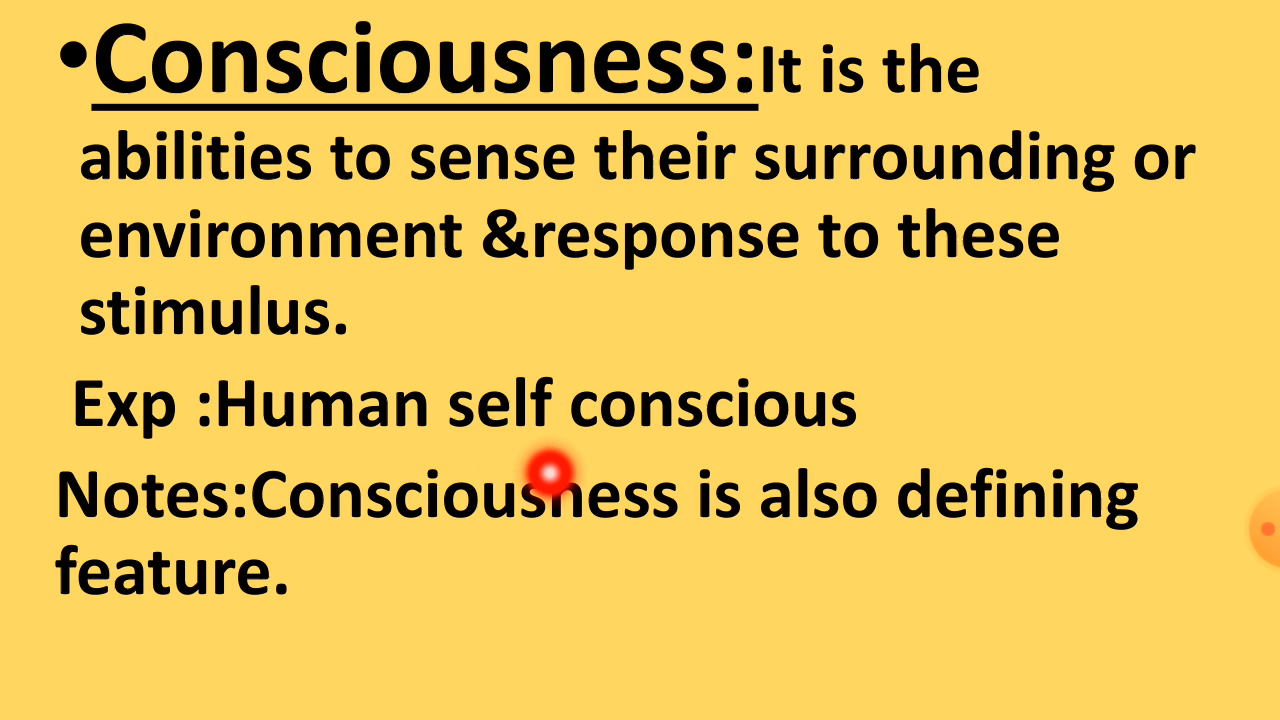 •Consciousness:It is the
abilities to sense their surrounding or
environment &response to these
stimulus.
Exp :Human self conscious
Notes:Consciousness is also defining
feature.